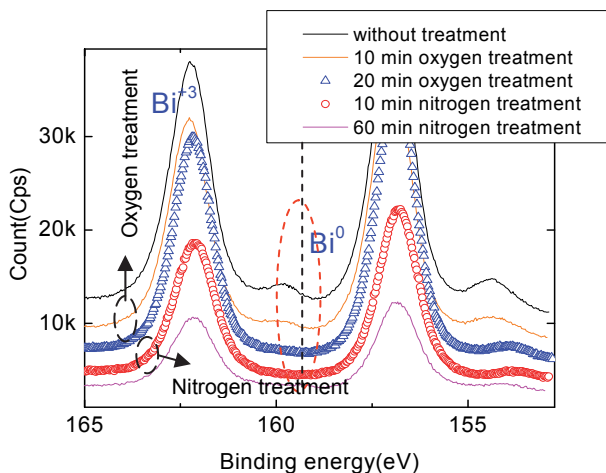 without treatment
10 min oxygen treatment
20 min oxygen treatment
10 min nitrogen treatment
60 min nitrogen treatment
Bi+3
30k
Oxygen treatment
Count(Cps)
20k
Bi0
10k
Nitrogen treatment
165
160
155
Binding energy(eV)